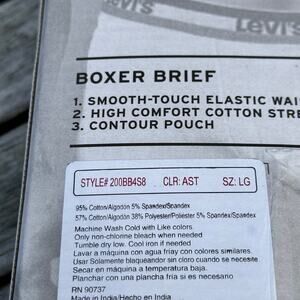 Levi's
Levi's
BOXER BRIEF
1. SMOOTH-TOUCH ELASTIC WAI
2. HIGH COMFORT COTTON STRE
3. CONTOUR POUCH
STYLE# 200BB4S8 CLR: AST SZ: LG
95% Cotton/Algodón 5% Spandex/Spandex
57% Cotton/Algodón 38% Polyester/Poliester 5% Spandex/Spandex
Machine Wash Cold with Like colors.
Only non-chlorine bleach when needed
Tumble dry low. Cool iron if needed
Lavar a máquina con agua fria y con colores similares.
Usar Solamente blanqueador sin cloro cuando se necesite
Secar en máquina a temperatura baja.
Planchar con una plancha fría si es necesario
RN 90737
Made in India/Hecho en India